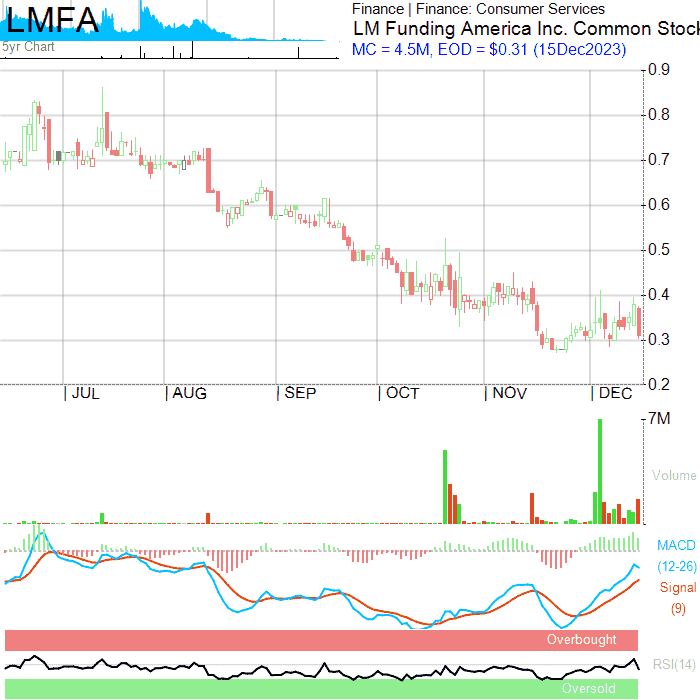 LMFA
5yr Chart
Finance | Finance: Consumer Services
LM Funding America Inc. Common Stock
MC = 4.5M, EOD = $0.31 (15Dec2023)
0.9
0.8
0.7
0.6
0.5
0.4
0.3
0.2
| JUL | AUG | SEP | OCT | NOV | DEC
7M
Volume
MACD
(12-26)
Signal
(9)
Overbought
RSI(14)
Oversold